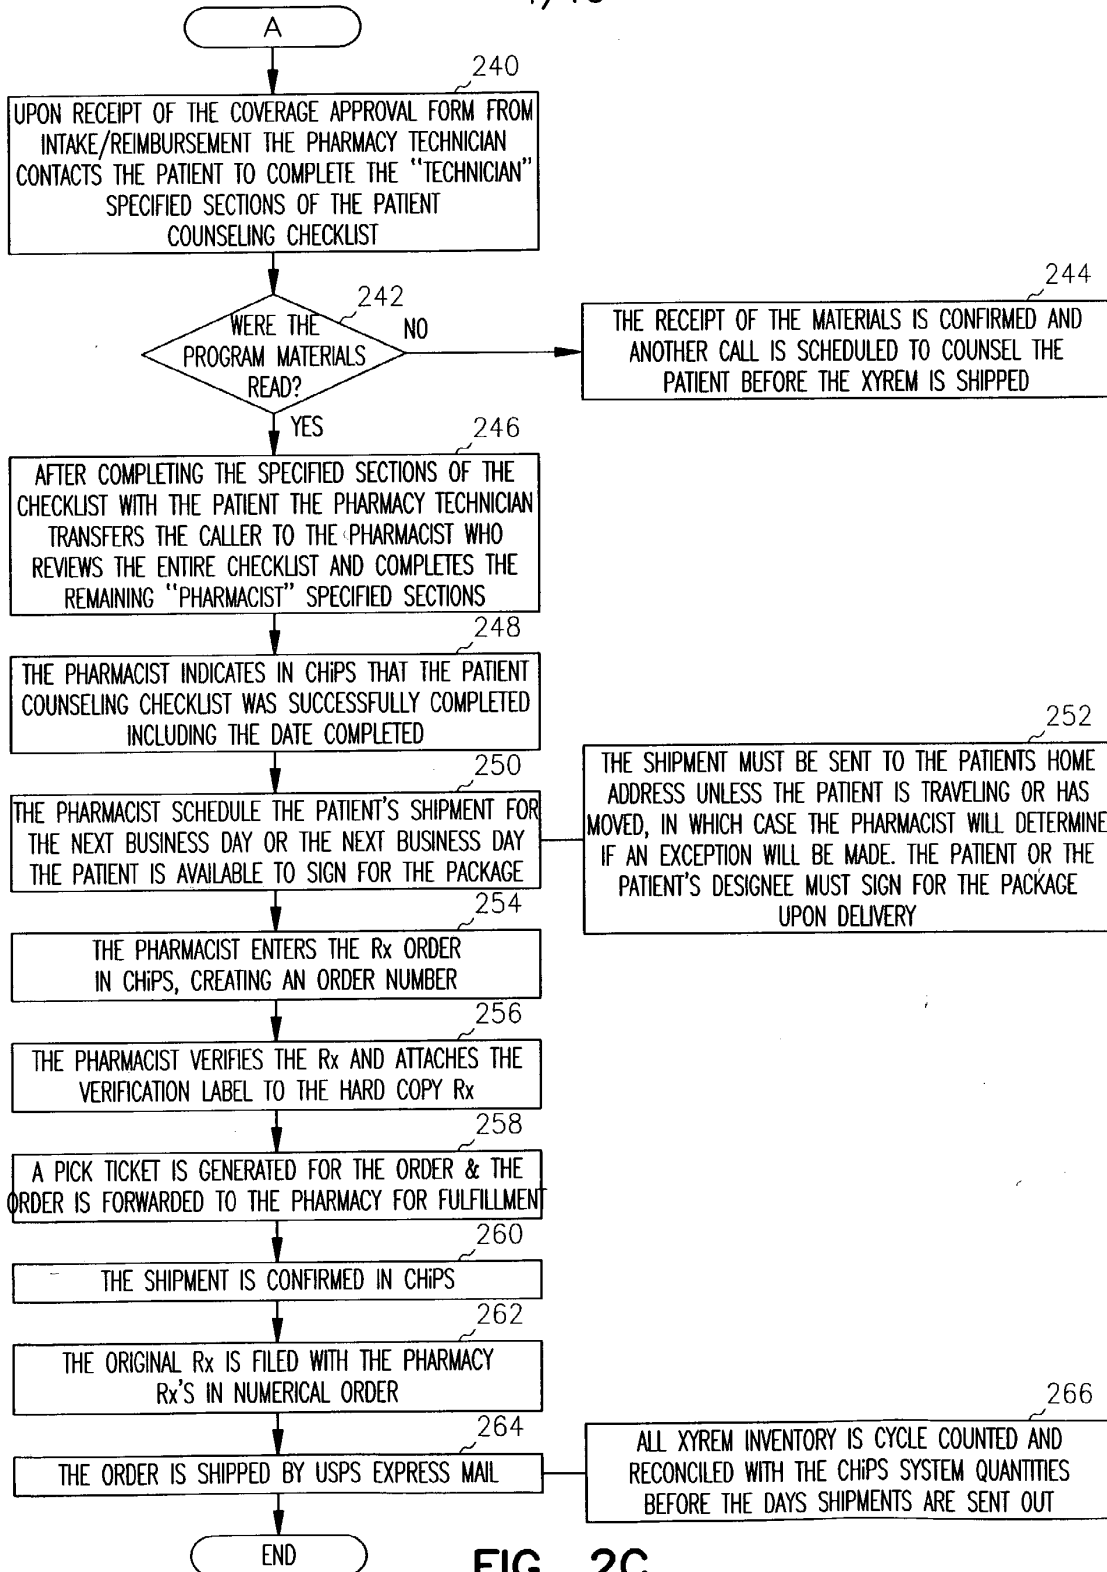 A
240
UPON RECEIPT OF THE COVERAGE APPROVAL FORM FROM
INTAKE/REIMBURSEMENT THE PHARMACY TECHNICIAN
CONTACTS THE PATIENT TO COMPLETE THE "TECHNICIAN"
SPECIFIED SECTIONS OF THE PATIENT
COUNSELING CHECKLIST
242
WERE THE
PROGRAM MATERIALS
READ?
NO
YES
244
THE RECEIPT OF THE MATERIALS IS CONFIRMED AND
ANOTHER CALL IS SCHEDULED TO COUNSEL THE
PATIENT BEFORE THE XYREM IS SHIPPED
246
AFTER COMPLETING THE SPECIFIED SECTIONS OF THE
CHECKLIST WITH THE PATIENT THE PHARMACY TECHNICIAN
TRANSFERS THE CALLER TO THE PHARMACIST WHO
REVIEWS THE ENTIRE CHECKLIST AND COMPLETES THE
REMAINING "PHARMACIST" SPECIFIED SECTIONS
248
THE PHARMACIST INDICATES IN CHiPS THAT THE PATIENT
COUNSELING CHECKLIST WAS SUCCESSFULLY COMPLETED
INCLUDING THE DATE COMPLETED
250
THE PHARMACIST SCHEDULE THE PATIENT'S SHIPMENT FOR
THE NEXT BUSINESS DAY OR THE NEXT BUSINESS DAY
THE PATIENT IS AVAILABLE TO SIGN FOR THE PACKAGE
252
THE SHIPMENT MUST BE SENT TO THE PATIENTS HOME
ADDRESS UNLESS THE PATIENT IS TRAVELING OR HAS
MOVED, IN WHICH CASE THE PHARMACIST WILL DETERMINE
IF AN EXCEPTION WILL BE MADE. THE PATIENT OR THE
PATIENT'S DESIGNEE MUST SIGN FOR THE PACKAGE
UPON DELIVERY
254
THE PHARMACIST ENTERS THE Rx ORDER
IN CHiPS, CREATING AN ORDER NUMBER
256
THE PHARMACIST VERIFIES THE Rx AND ATTACHES THE
VERIFICATION LABEL TO THE HARD COPY Rx
258
A PICK TICKET IS GENERATED FOR THE ORDER & THE
ORDER IS FORWARDED TO THE PHARMACY FOR FULFILLMENT
260
THE SHIPMENT IS CONFIRMED IN CHiPS
262
THE ORIGINAL Rx IS FILED WITH THE PHARMACY
Rx'S IN NUMERICAL ORDER
264
THE ORDER IS SHIPPED BY USPS EXPRESS MAIL
266
ALL XYREM INVENTORY IS CYCLE COUNTED AND
RECONCILED WITH THE CHiPS SYSTEM QUANTITIES
BEFORE THE DAYS SHIPMENTS ARE SENT OUT
END
FIG. 2C